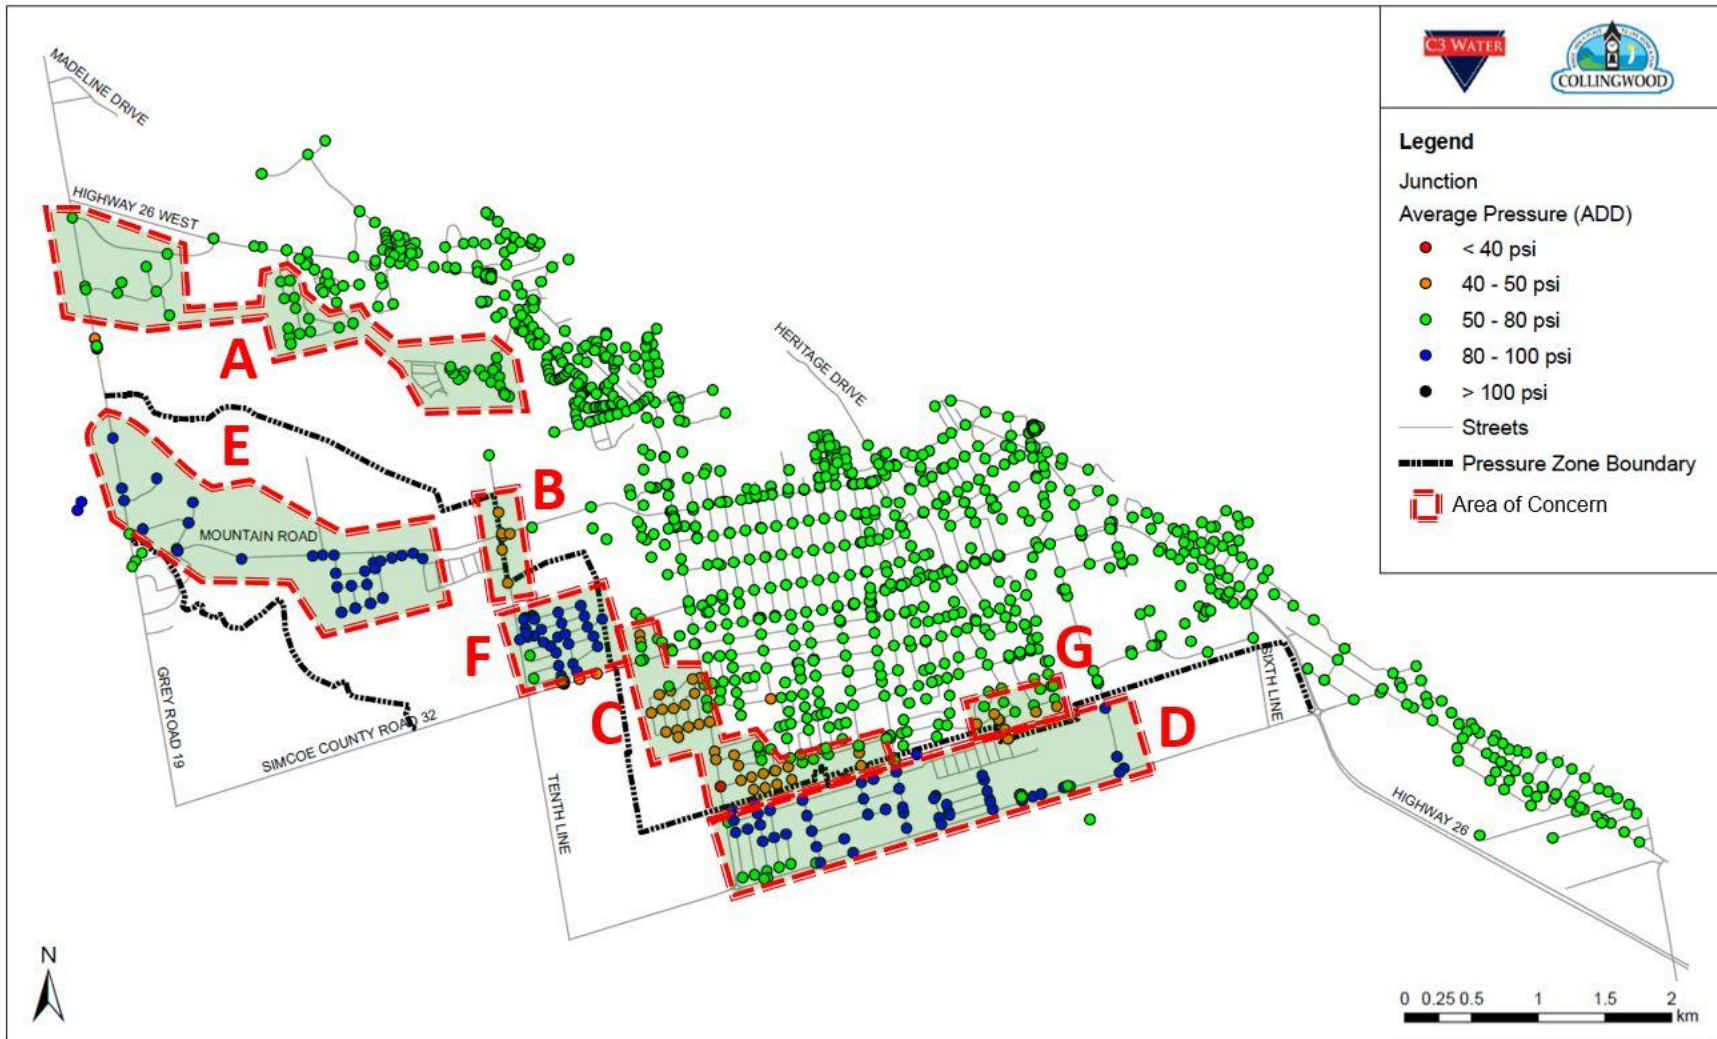 MADELINE DRIVE
HIGHWAY 26 WEST
A
E
B
MOUNTAIN ROAD
F
C
G
D
HERITAGE DRIVE
GREY ROAD 19
SIMCOE COUNTY ROAD 32
TENTH LINE
SIXTH LINE
HIGHWAY 26
N
C3 WATER
COLLINGWOOD
Legend
Junction
Average Pressure (ADD)
< 40 psi
40 - 50 psi
50 - 80 psi
80 - 100 psi
> 100 psi
Streets
Pressure Zone Boundary
Area of Concern
0 0.25 0.5 1 1.5 2
km